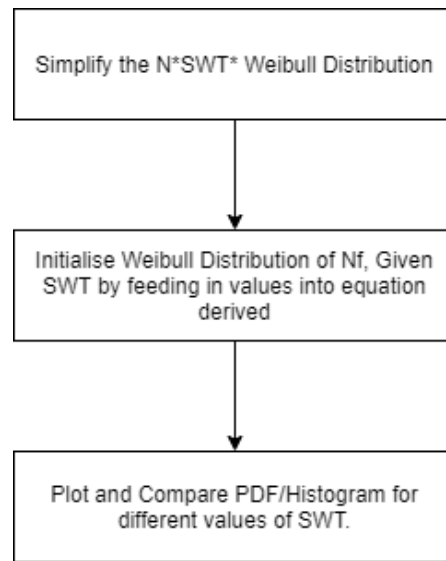 Simplify the N*SWT* Weibull Distribution
Initialise Weibull Distribution of Nf, Given
SWT by feeding in values into equation
derived
Plot and Compare PDF/Histogram for
different values of SWT.